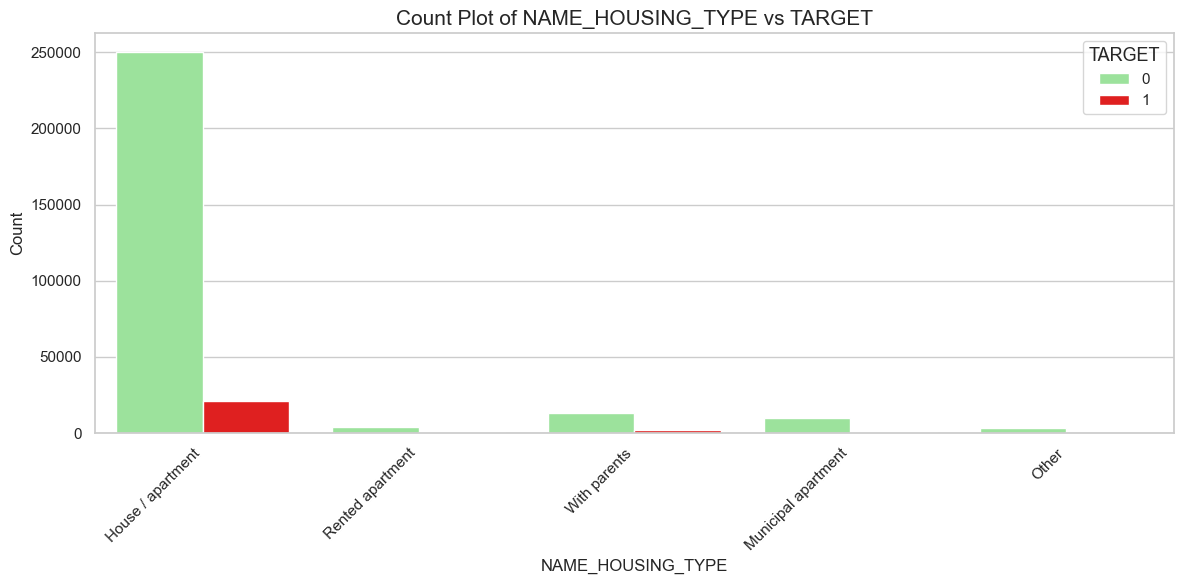 Count Plot of NAME_HOUSING_TYPE vs TARGET
TARGET
0
1
250000
200000
150000
100000
50000
0
Count
House / apartment
Rented apartment
With parents
Municipal apartment
Other
NAME_HOUSING_TYPE